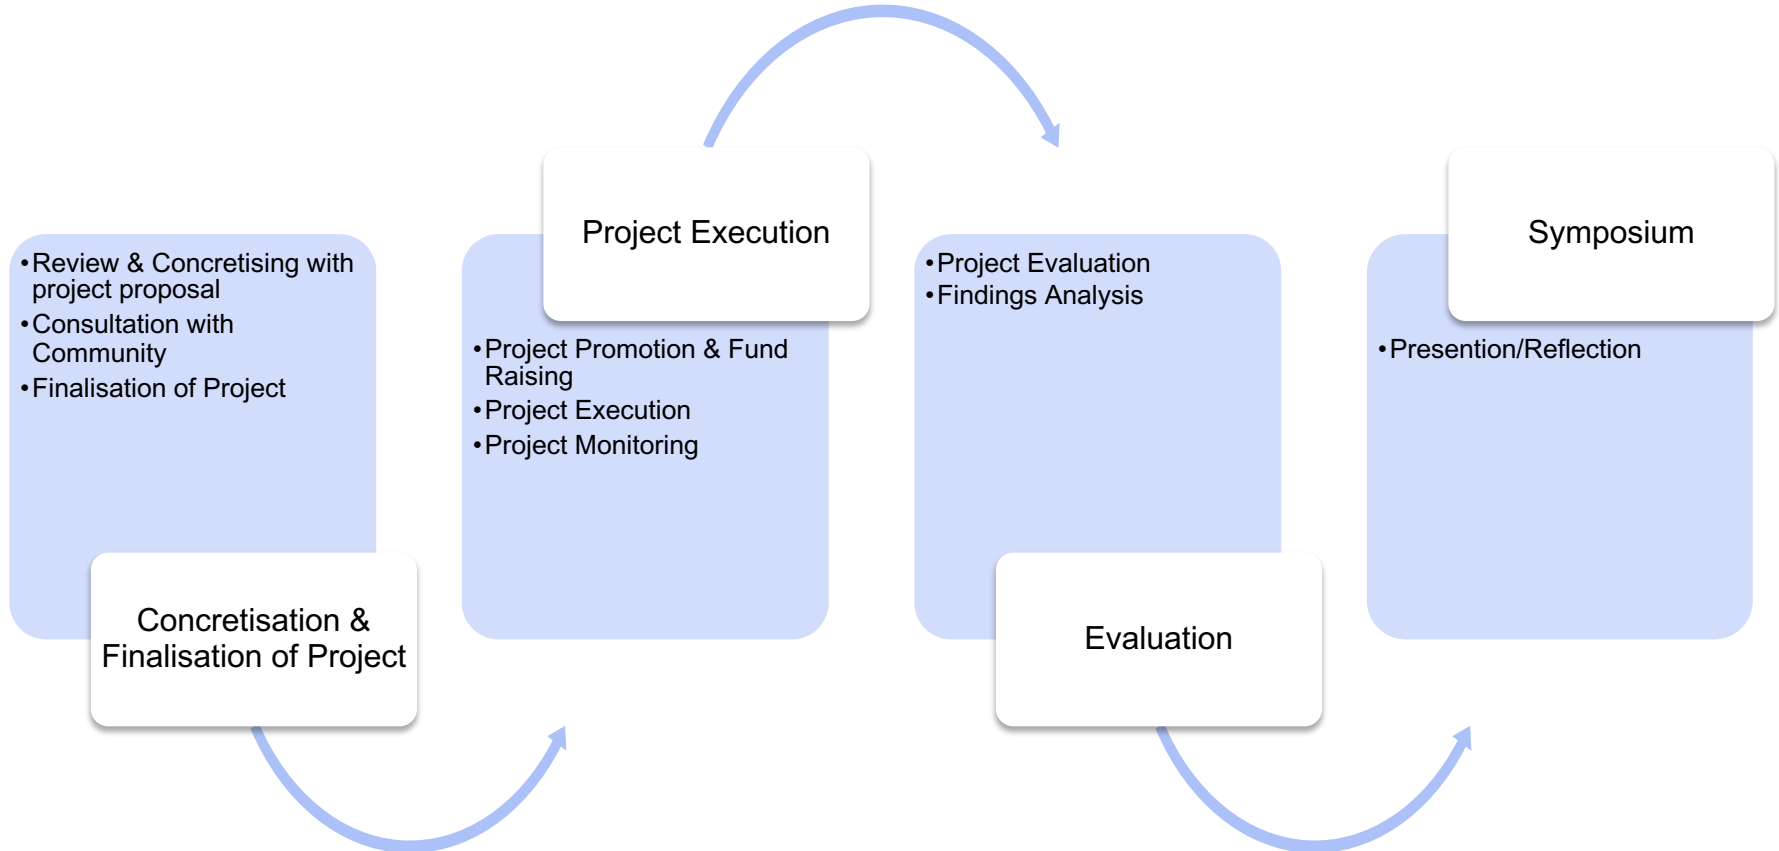 •Review & Concretising with
project proposal
•Consultation with
Community
•Finalisation of Project
Concretisation &
Finalisation of Project
Project Execution
•Project Promotion & Fund
Raising
•Project Execution
•Project Monitoring
•Project Evaluation
•Findings Analysis
Evaluation
Symposium
•Presention/Reflection